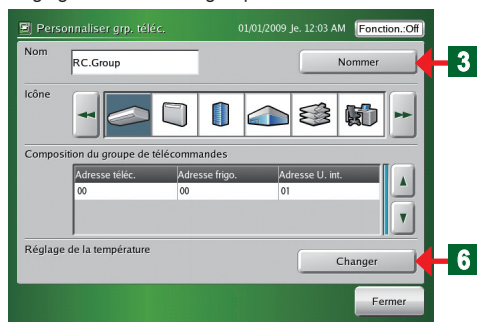 Personnaliser grp. téléc. 01/01/2009 Je. 12:03 AM Fonction.:Off
Nom
RC.Group
Nommer
3
Icône
Composition du groupe de télécommandes
Adresse téléc. Adresse frigo. Adresse U. int.
00 00 01
Réglage de la température
Changer
6
Fermer